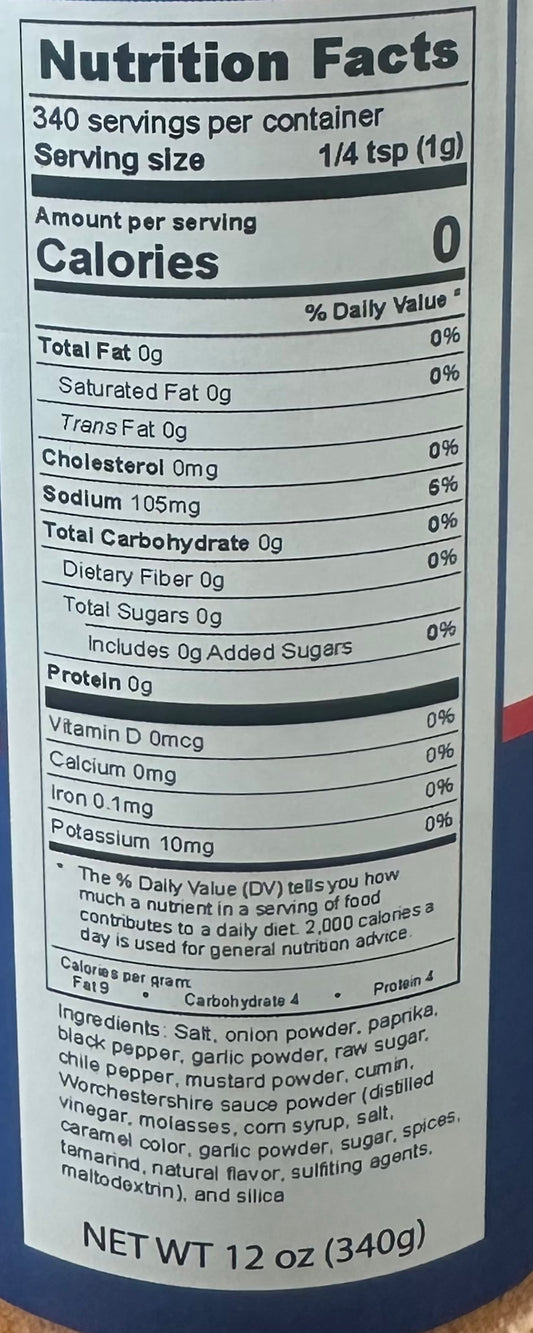 Nutrition Facts
340 servings per container
Serving size 1/4 tsp (1g)
Amount per serving
Calories 0
% Daily Value *
Total Fat 0g 0%
Saturated Fat 0g 0%
Trans Fat 0g
Cholesterol 0mg 0%
Sodium 105mg 6%
Total Carbohydrate 0g 0%
Dietary Fiber 0g 0%
Total Sugars 0g
Includes 0g Added Sugars 0%
Protein 0g
Vitamin D 0mcg 0%
Calcium 0mg 0%
Iron 0.1mg 0%
Potassium 10mg 0%
* The % Daily Value (DV) tells you how
much a nutrient in a serving of food
contributes to a daily diet. 2,000 calories a
day is used for general nutrition advice.
Calories per gram
Fat 9 • Carbohydrate 4 • Protein 4
Ingredients: Salt, onion powder, paprika,
black pepper, garlic powder, raw sugar,
chile pepper, mustard powder, cumin,
Worchestershire sauce powder (distilled
vinegar, molasses, corn syrup, salt,
caramel color, garlic powder, sugar, spices,
tamarind, natural flavor, sulfiting agents,
maltodextrin), and silica
NET WT 12 oz (340g)